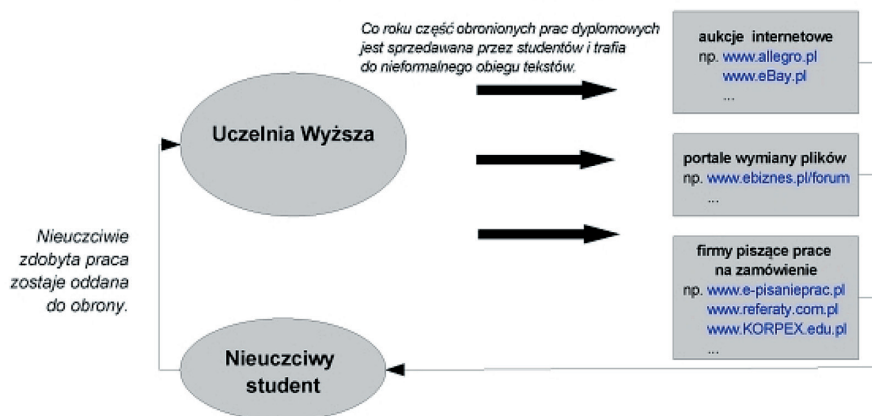 Co roku część obronionych prac dyplomowych
jest sprzedawana przez studentów i trafia
do nieformalnego obiegu tekstów.
aukcje internetowe
np. www.allegro.pl
www.eBay.pl
...
Uczelnia Wyższa
portale wymiany plików
np. www.ebiznes.pl/forum
...
Nieuczciwie
zdobyta praca
zostaje oddana
do obrony.
firmy piszące prace
na zamówienie
np. www.e-pisanieprac.pl
www.referaty.com.pl
www.KORPEX.edu.pl
...
Nieuczciwy
student